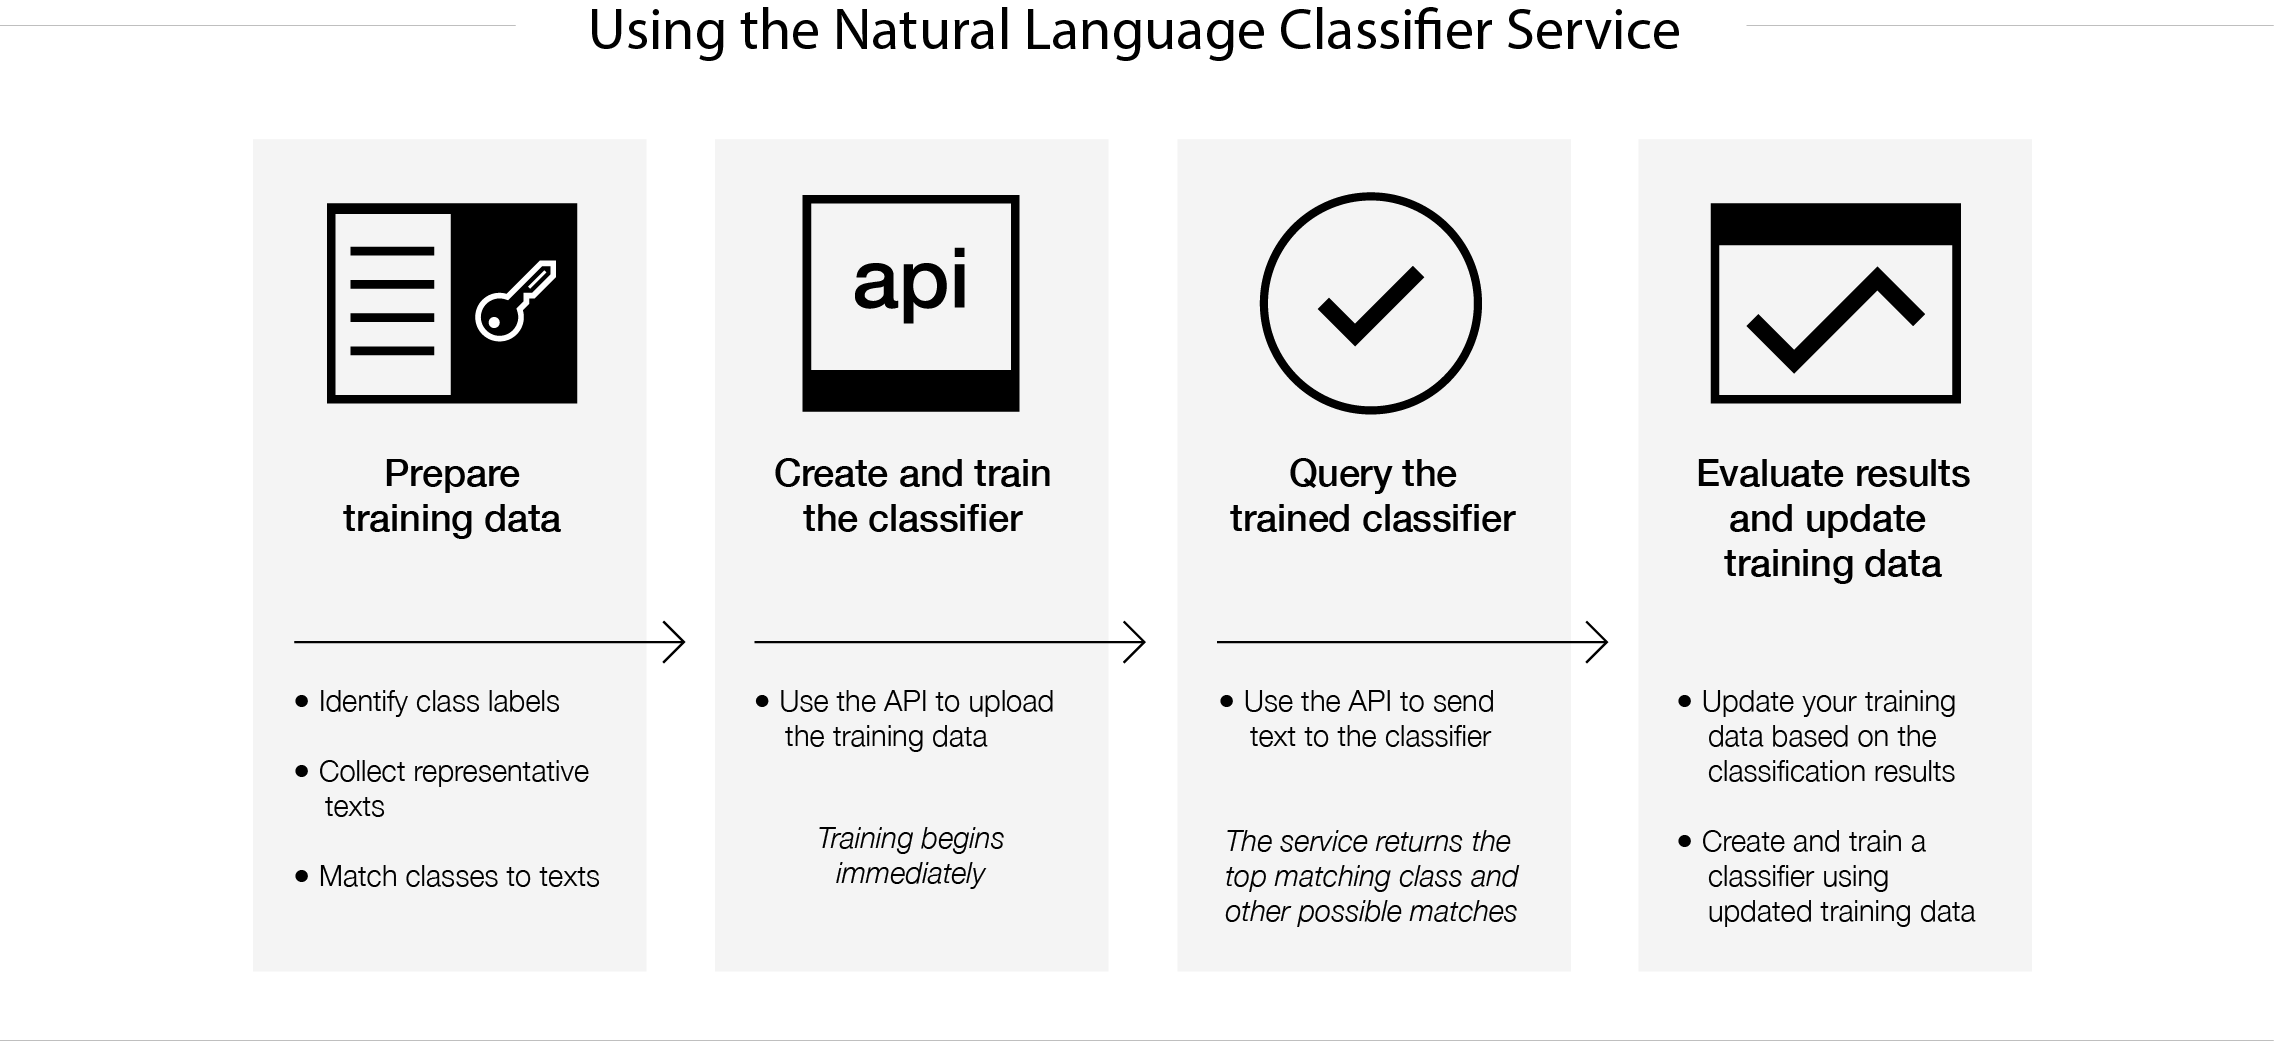 Using the Natural Language Classifier Service
api
Prepare
training data
• Identify class labels
• Collect representative
texts
• Match classes to texts
Create and train
the classifier
• Use the API to upload
the training data
Training begins
immediately
Query the
trained classifier
• Use the API to send
text to the classifier
The service returns the
top matching class and
other possible matches
Evaluate results
and update
training data
• Update your training
data based on the
classification results
• Create and train a
classifier using
updated training data